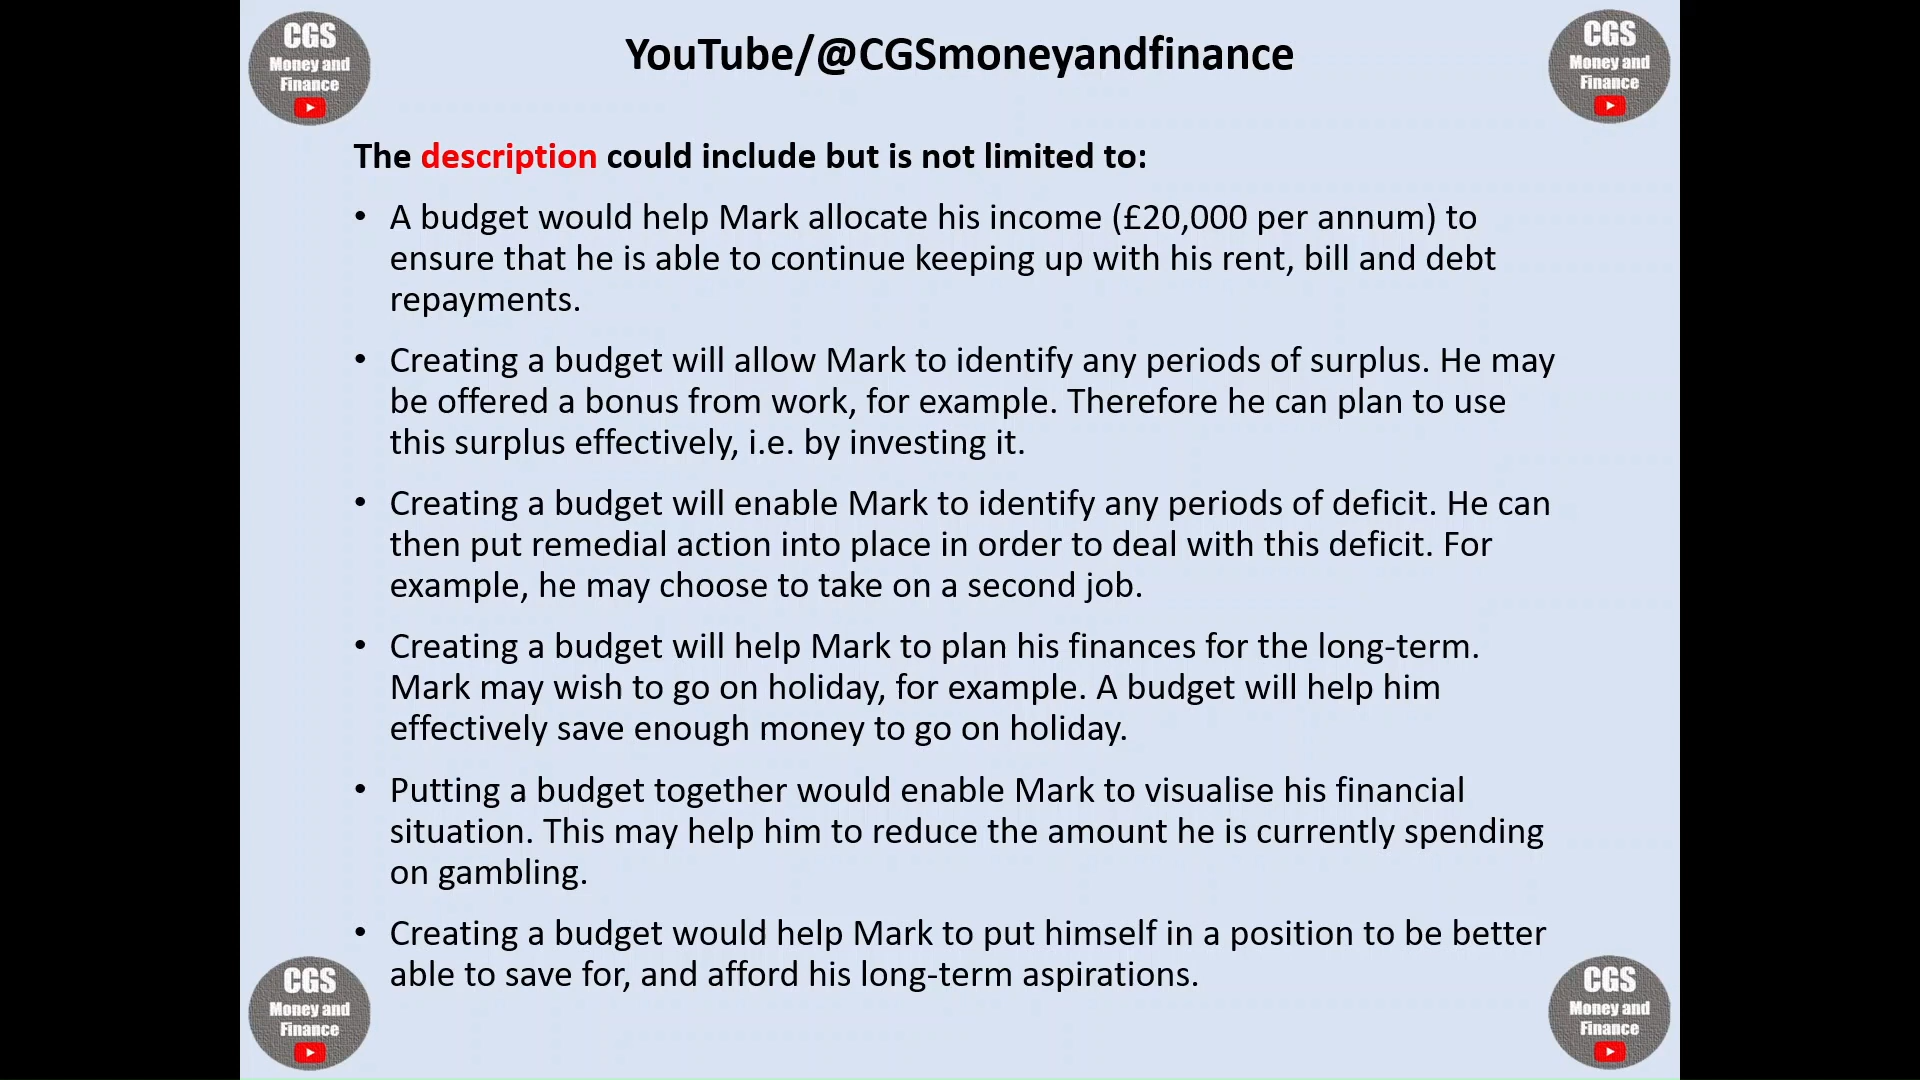 CGS
Money and
Finance
YouTube/@CGSmoneyandfinance
CGS
Money and
Finance
The description could include but is not limited to:
• A budget would help Mark allocate his income (£20,000 per annum) to
ensure that he is able to continue keeping up with his rent, bill and debt
repayments.
• Creating a budget will allow Mark to identify any periods of surplus. He may
be offered a bonus from work, for example. Therefore he can plan to use
this surplus effectively, i.e. by investing it.
• Creating a budget will enable Mark to identify any periods of deficit. He can
then put remedial action into place in order to deal with this deficit. For
example, he may choose to take on a second job.
• Creating a budget will help Mark to plan his finances for the long-term.
Mark may wish to go on holiday, for example. A budget will help him
effectively save enough money to go on holiday.
• Putting a budget together would enable Mark to visualise his financial
situation. This may help him to reduce the amount he is currently spending
on gambling.
• Creating a budget would help Mark to put himself in a position to be better
able to save for, and afford his long-term aspirations.
CGS
Money and
Finance
CGS
Money and
Finance